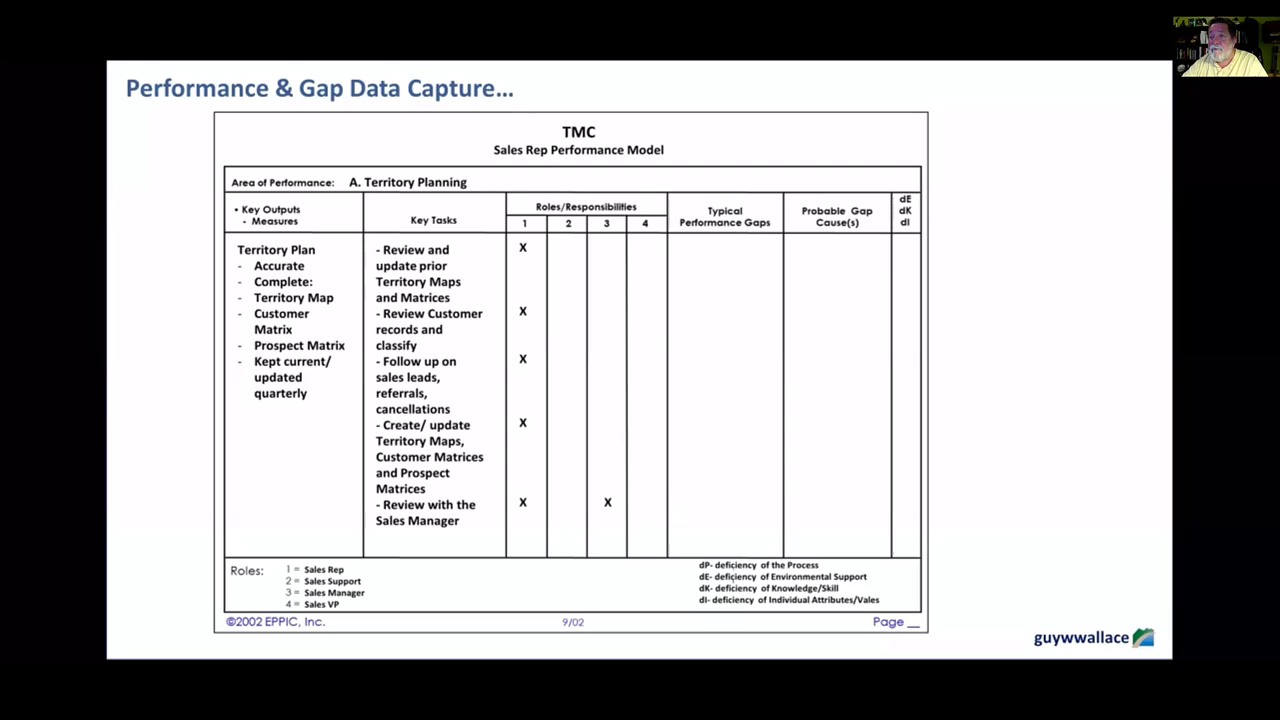 Performance & Gap Data Capture...
TMC
Sales Rep Performance Model
Area of Performance: A. Territory Planning
• Key Outputs
- Measures
Key Tasks
Roles/Responsibilities
1 2 3 4
Typical
Performance Gaps
Probable Gap
Cause(s)
dE
dK
dI
Territory Plan
- Accurate
- Complete:
- Territory Map
- Customer
Matrix
- Prospect Matrix
- Kept current/
updated
quarterly
- Review and
update prior
Territory Maps
and Matrices
- Review Customer
records and
classify
- Follow up on
sales leads,
referrals,
cancellations
- Create/ update
Territory Maps,
Customer Matrices
and Prospect
Matrices
- Review with the
Sales Manager
X
X
X
X
X X
Roles:
1 = Sales Rep
2 = Sales Support
3 = Sales Manager
4 = Sales VP
dP- deficiency of the Process
dE- deficiency of Environmental Support
dK- deficiency of Knowledge/Skill
dI- deficiency of Individual Attributes/Vales
©2002 EPPIC, Inc.
9/02
Page __
guywwallace